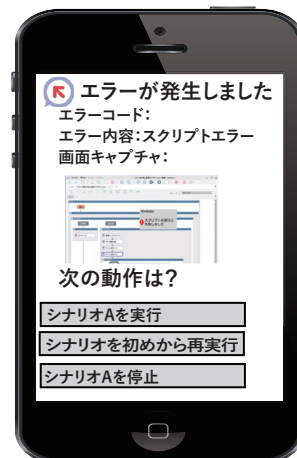 エラーが発生しました
エラーコード：
エラー内容：スクリプトエラー
画面キャプチャ：
次の動作は？
シナリオAを実行
シナリオを初めから再実行
シナリオAを停止